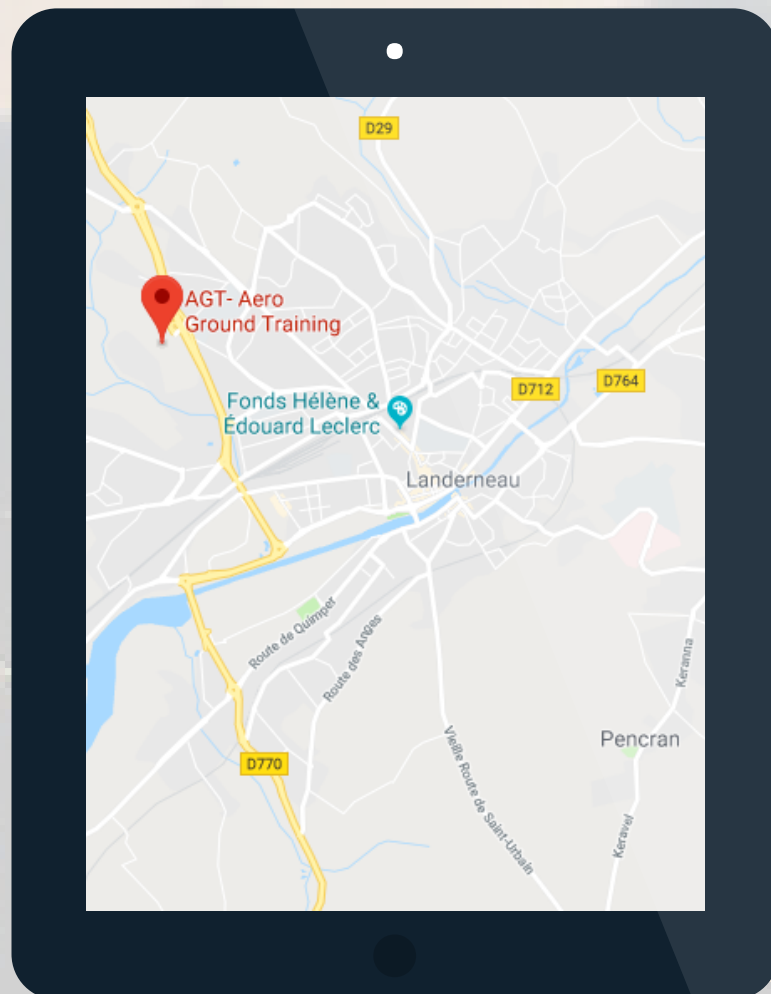 D29
AGT- Aero
Ground Training
Fonds Hélène &
Édouard Leclerc
D712
D764
Landerneau
Route de Quimper
Route des Anges
Keranna
Pencran
Vieille Route de Saint-Urbain
D770
Keravel